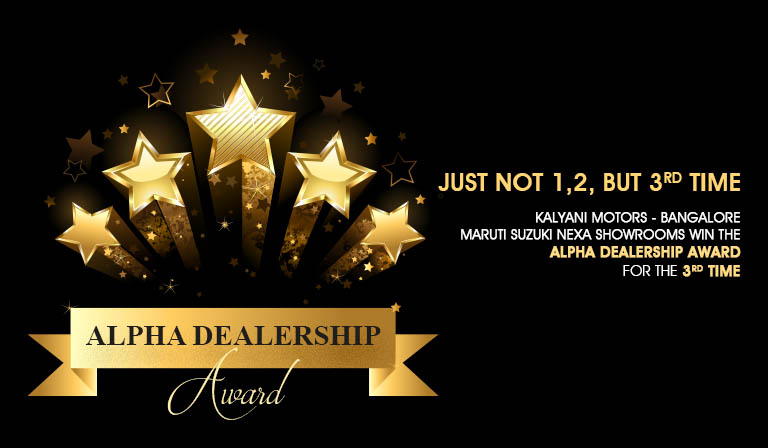 JUST NOT 1,2, BUT 3RD TIME
KALYANI MOTORS - BANGALORE
MARUTI SUZUKI NEXA SHOWROOMS WIN THE
ALPHA DEALERSHIP AWARD
FOR THE 3RD TIME
ALPHA DEALERSHIP
Award